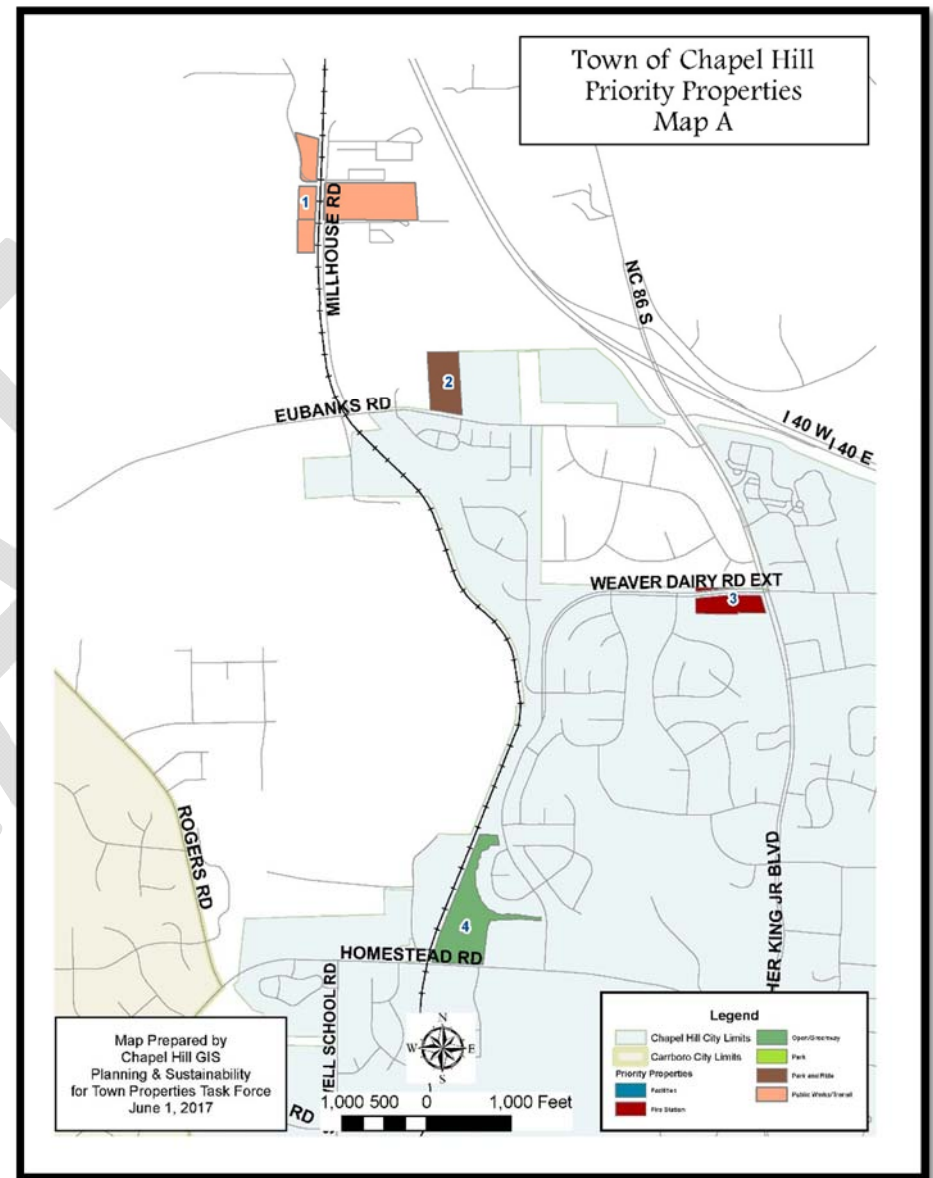 Town of Chapel Hill
Priority Properties
Map A
1
MILLHOUSE RD
NC 86 S
2
EUBANKS RD
I 40 W
I 40 E
WEAVER DAIRY RD EXT
3
ROGERS RD
HER KING JR BLVD
4
HOMESTEAD RD
WELL SCHOOL RD
RD
N
W
E
S
1,000 500 0 1,000 Feet
Map Prepared by
Chapel Hill GIS
Planning & Sustainability
for Town Properties Task Force
June 1, 2017
Legend
Chapel Hill City Limits
Carrboro City Limits
Priority Properties
Facilities
Fire Station
Open/Greenway
Park
Park and Ride
Public Works/Transit